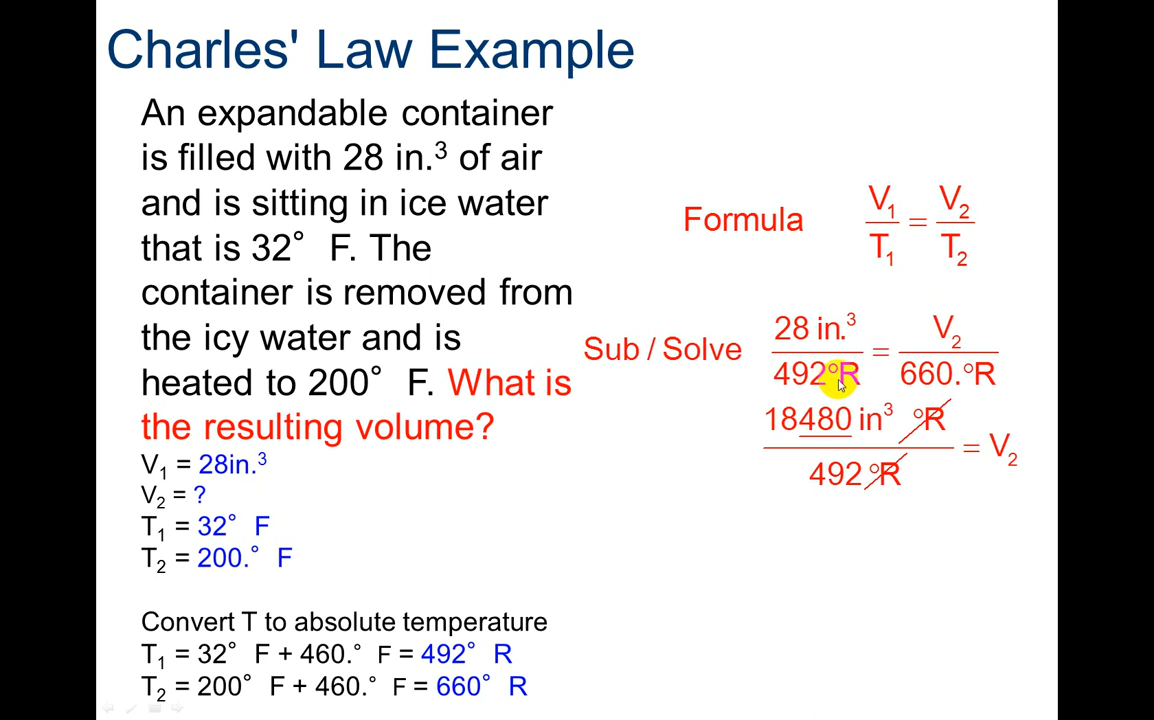 Charles' Law Example
An expandable container
is filled with 28 in.³ of air
and is sitting in ice water
that is 32° F. The
container is removed from
the icy water and is
heated to 200° F. What is
the resulting volume?
V₁ = 28in.³
V₂ = ?
T₁ = 32° F
T₂ = 200.° F
Convert T to absolute temperature
T₁ = 32° F + 460.° F = 492° R
T₂ = 200° F + 460.° F = 660° R
Formula V₁/T₁ = V₂/T₂
Sub / Solve 28 in.³/492°R = V₂/660.°R
18480 in³ °R/492 °R = V₂